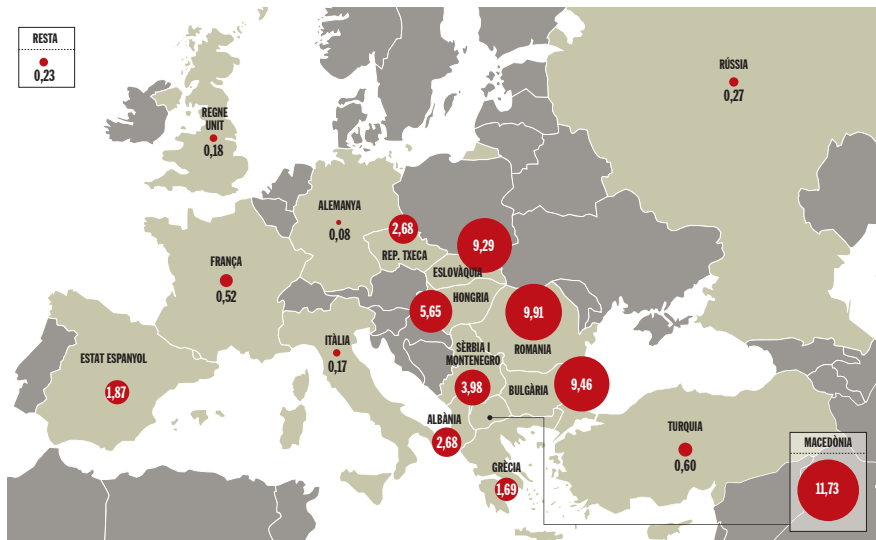 RESTA
0,23
RÚSSIA
0,27
REGNE
UNIT
0,18
ALEMANYA
0,08
2,68
REP. TXECA
9,29
ESLOVÀQUIA
FRANÇA
0,52
HONGRIA
5,65
9,91
ROMANIA
ITÀLIA
0,17
SÈRBIA I
MONTENEGRO
3,98
ESTAT ESPANYOL
1,87
BULGÀRIA
9,46
ALBÀNIA
2,68
TURQUIA
0,60
GRÈCIA
1,69
MACEDÒNIA
11,73